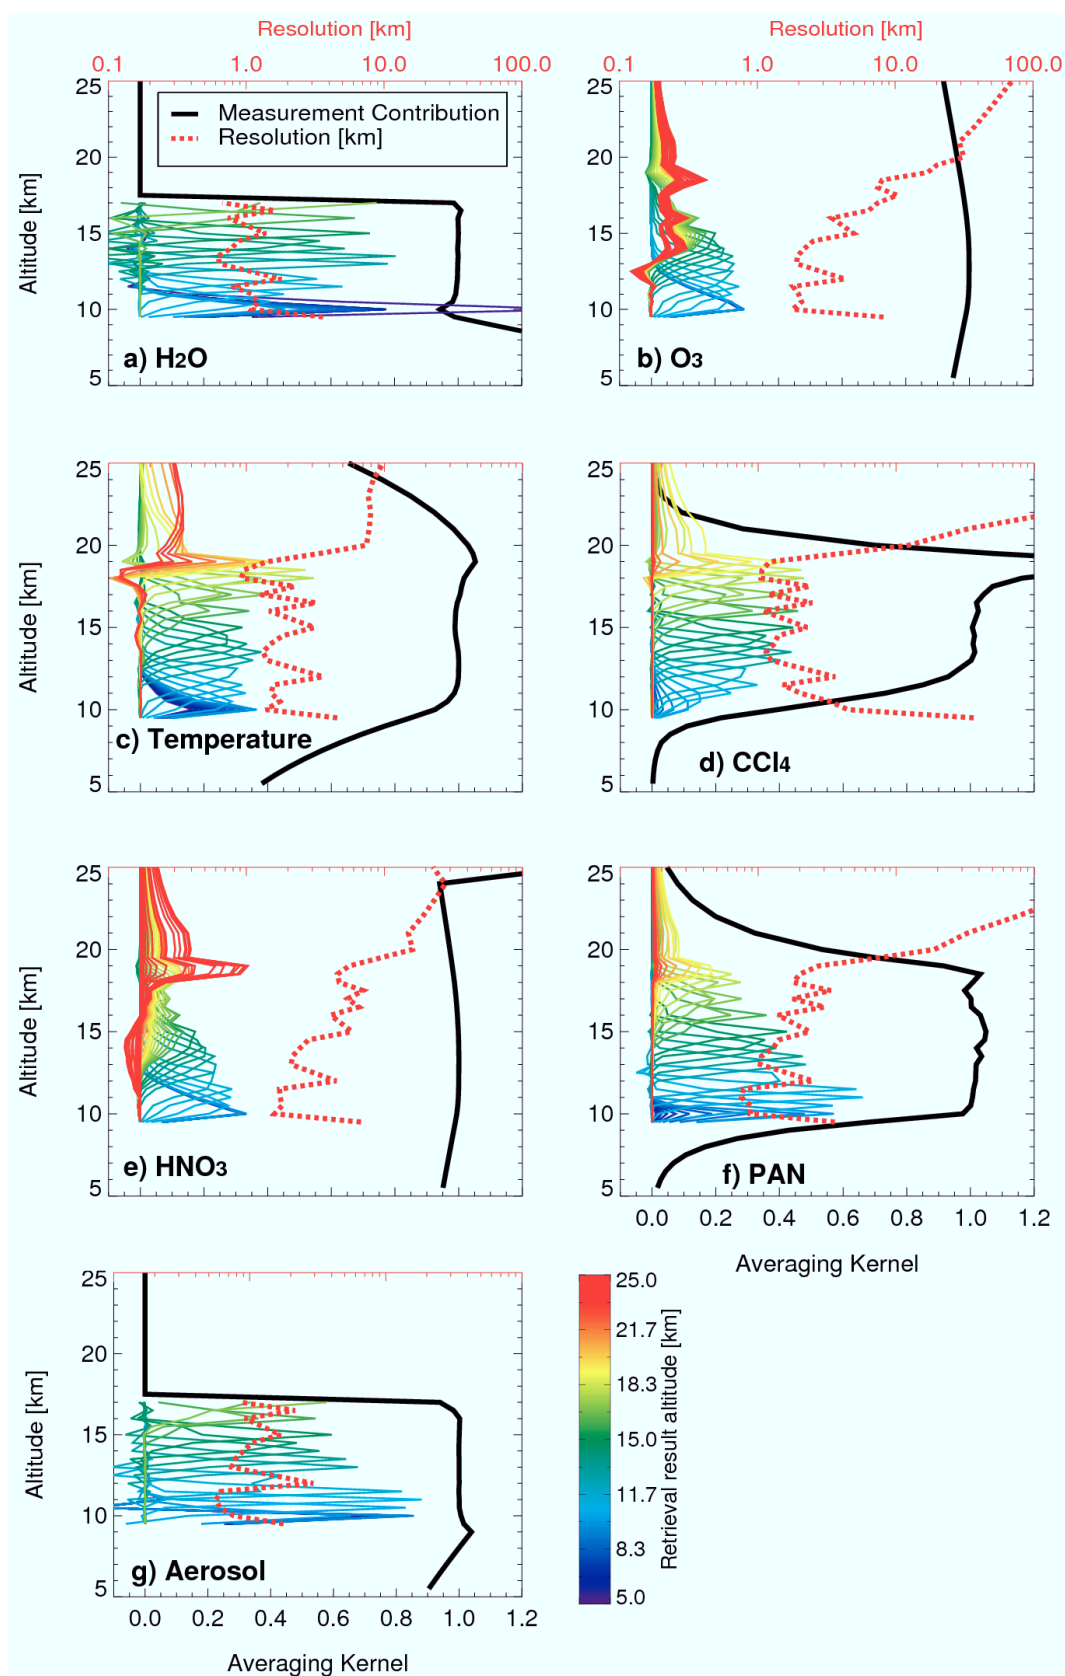 Resolution [km]
Resolution [km]
0.1 1.0 10.0 100.0
0.1 1.0 10.0 100.0
Measurement Contribution
Resolution [km]
25
20
15
10
5
Altitude [km]
a) H2O
25
20
15
10
5
b) O3
25
20
15
10
5
Altitude [km]
c) Temperature
25
20
15
10
5
d) CCl4
25
20
15
10
5
Altitude [km]
e) HNO3
25
20
15
10
5
f) PAN
0.0 0.2 0.4 0.6 0.8 1.0 1.2
Averaging Kernel
25
20
15
10
5
Altitude [km]
g) Aerosol
0.0 0.2 0.4 0.6 0.8 1.0 1.2
Averaging Kernel
25.0
21.7
18.3
15.0
11.7
8.3
5.0
Retrieval result altitude [km]